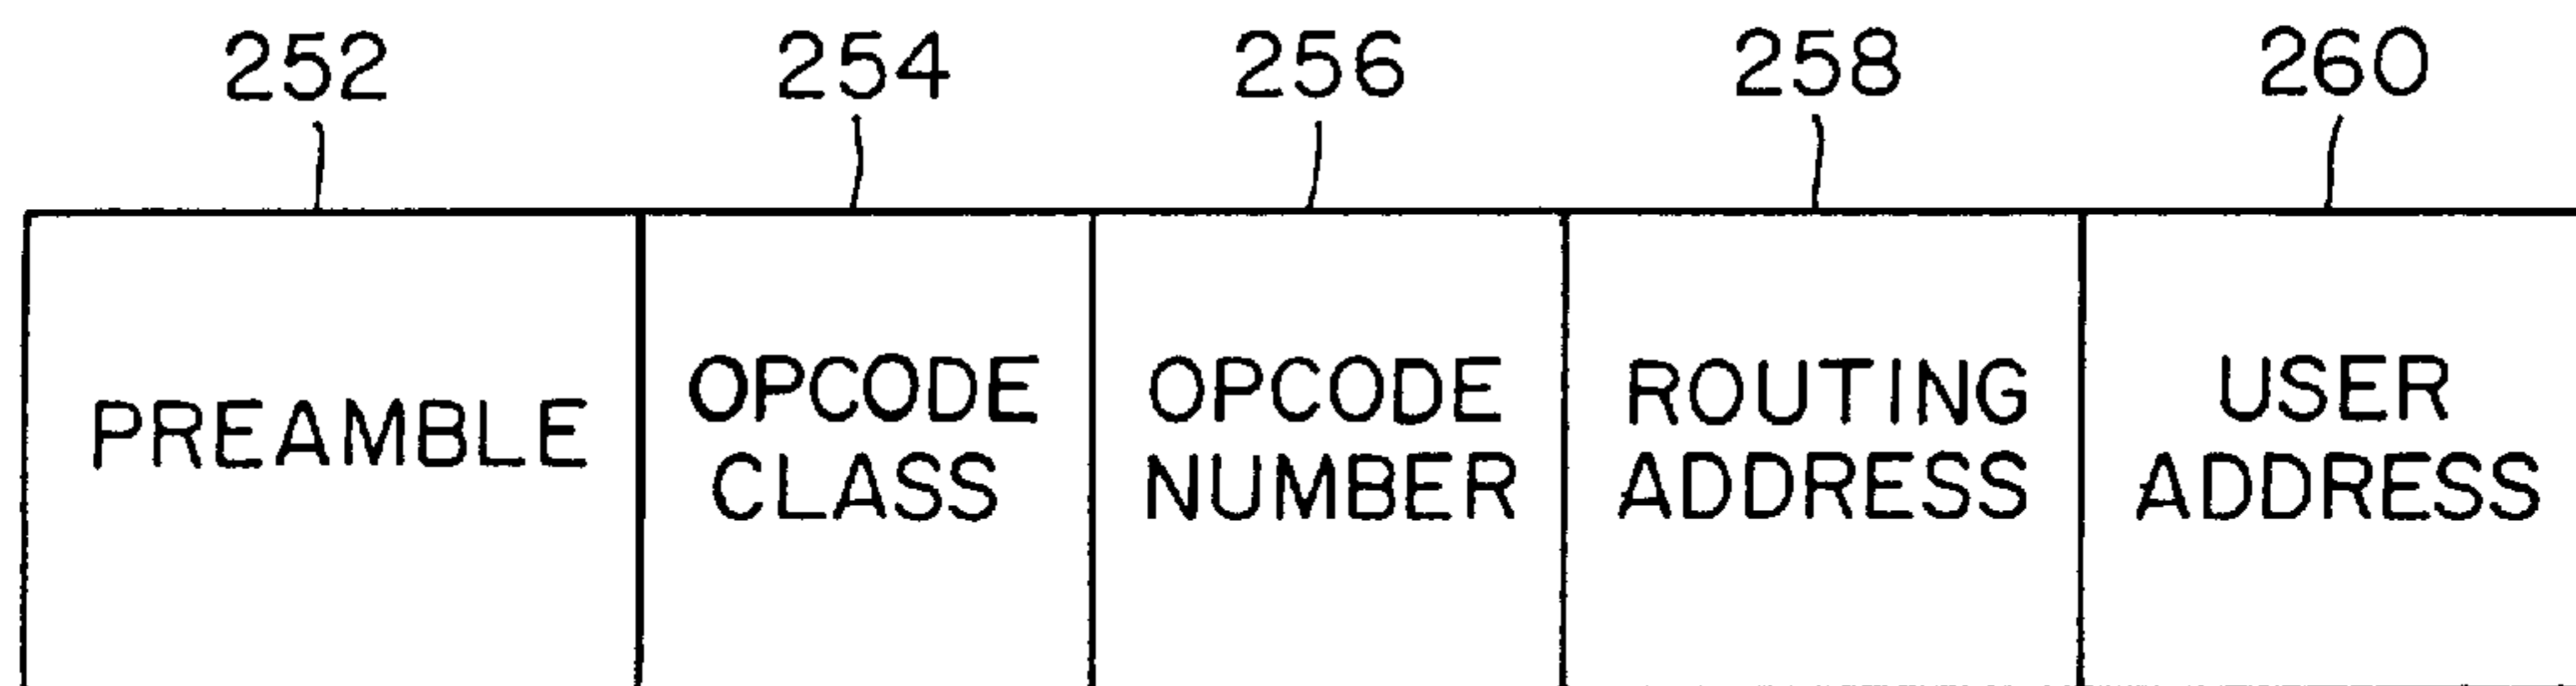 252 254 256 258 260
PREAMBLE
OPCODE
CLASS
OPCODE
NUMBER
ROUTING
ADDRESS
USER
ADDRESS